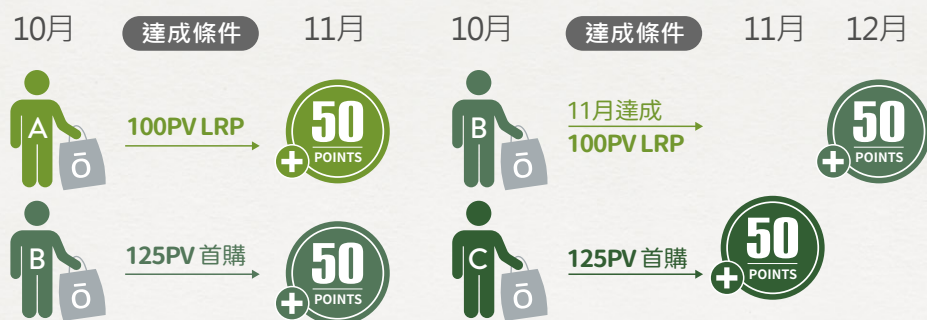 10月 達成條件 11月
A ō 100PV LRP 50 POINTS +
B ō 125PV 首購 50 POINTS +
10月 達成條件 11月 12月
B ō 11月達成
100PV LRP 50 POINTS +
C ō 125PV 首購 50 POINTS +